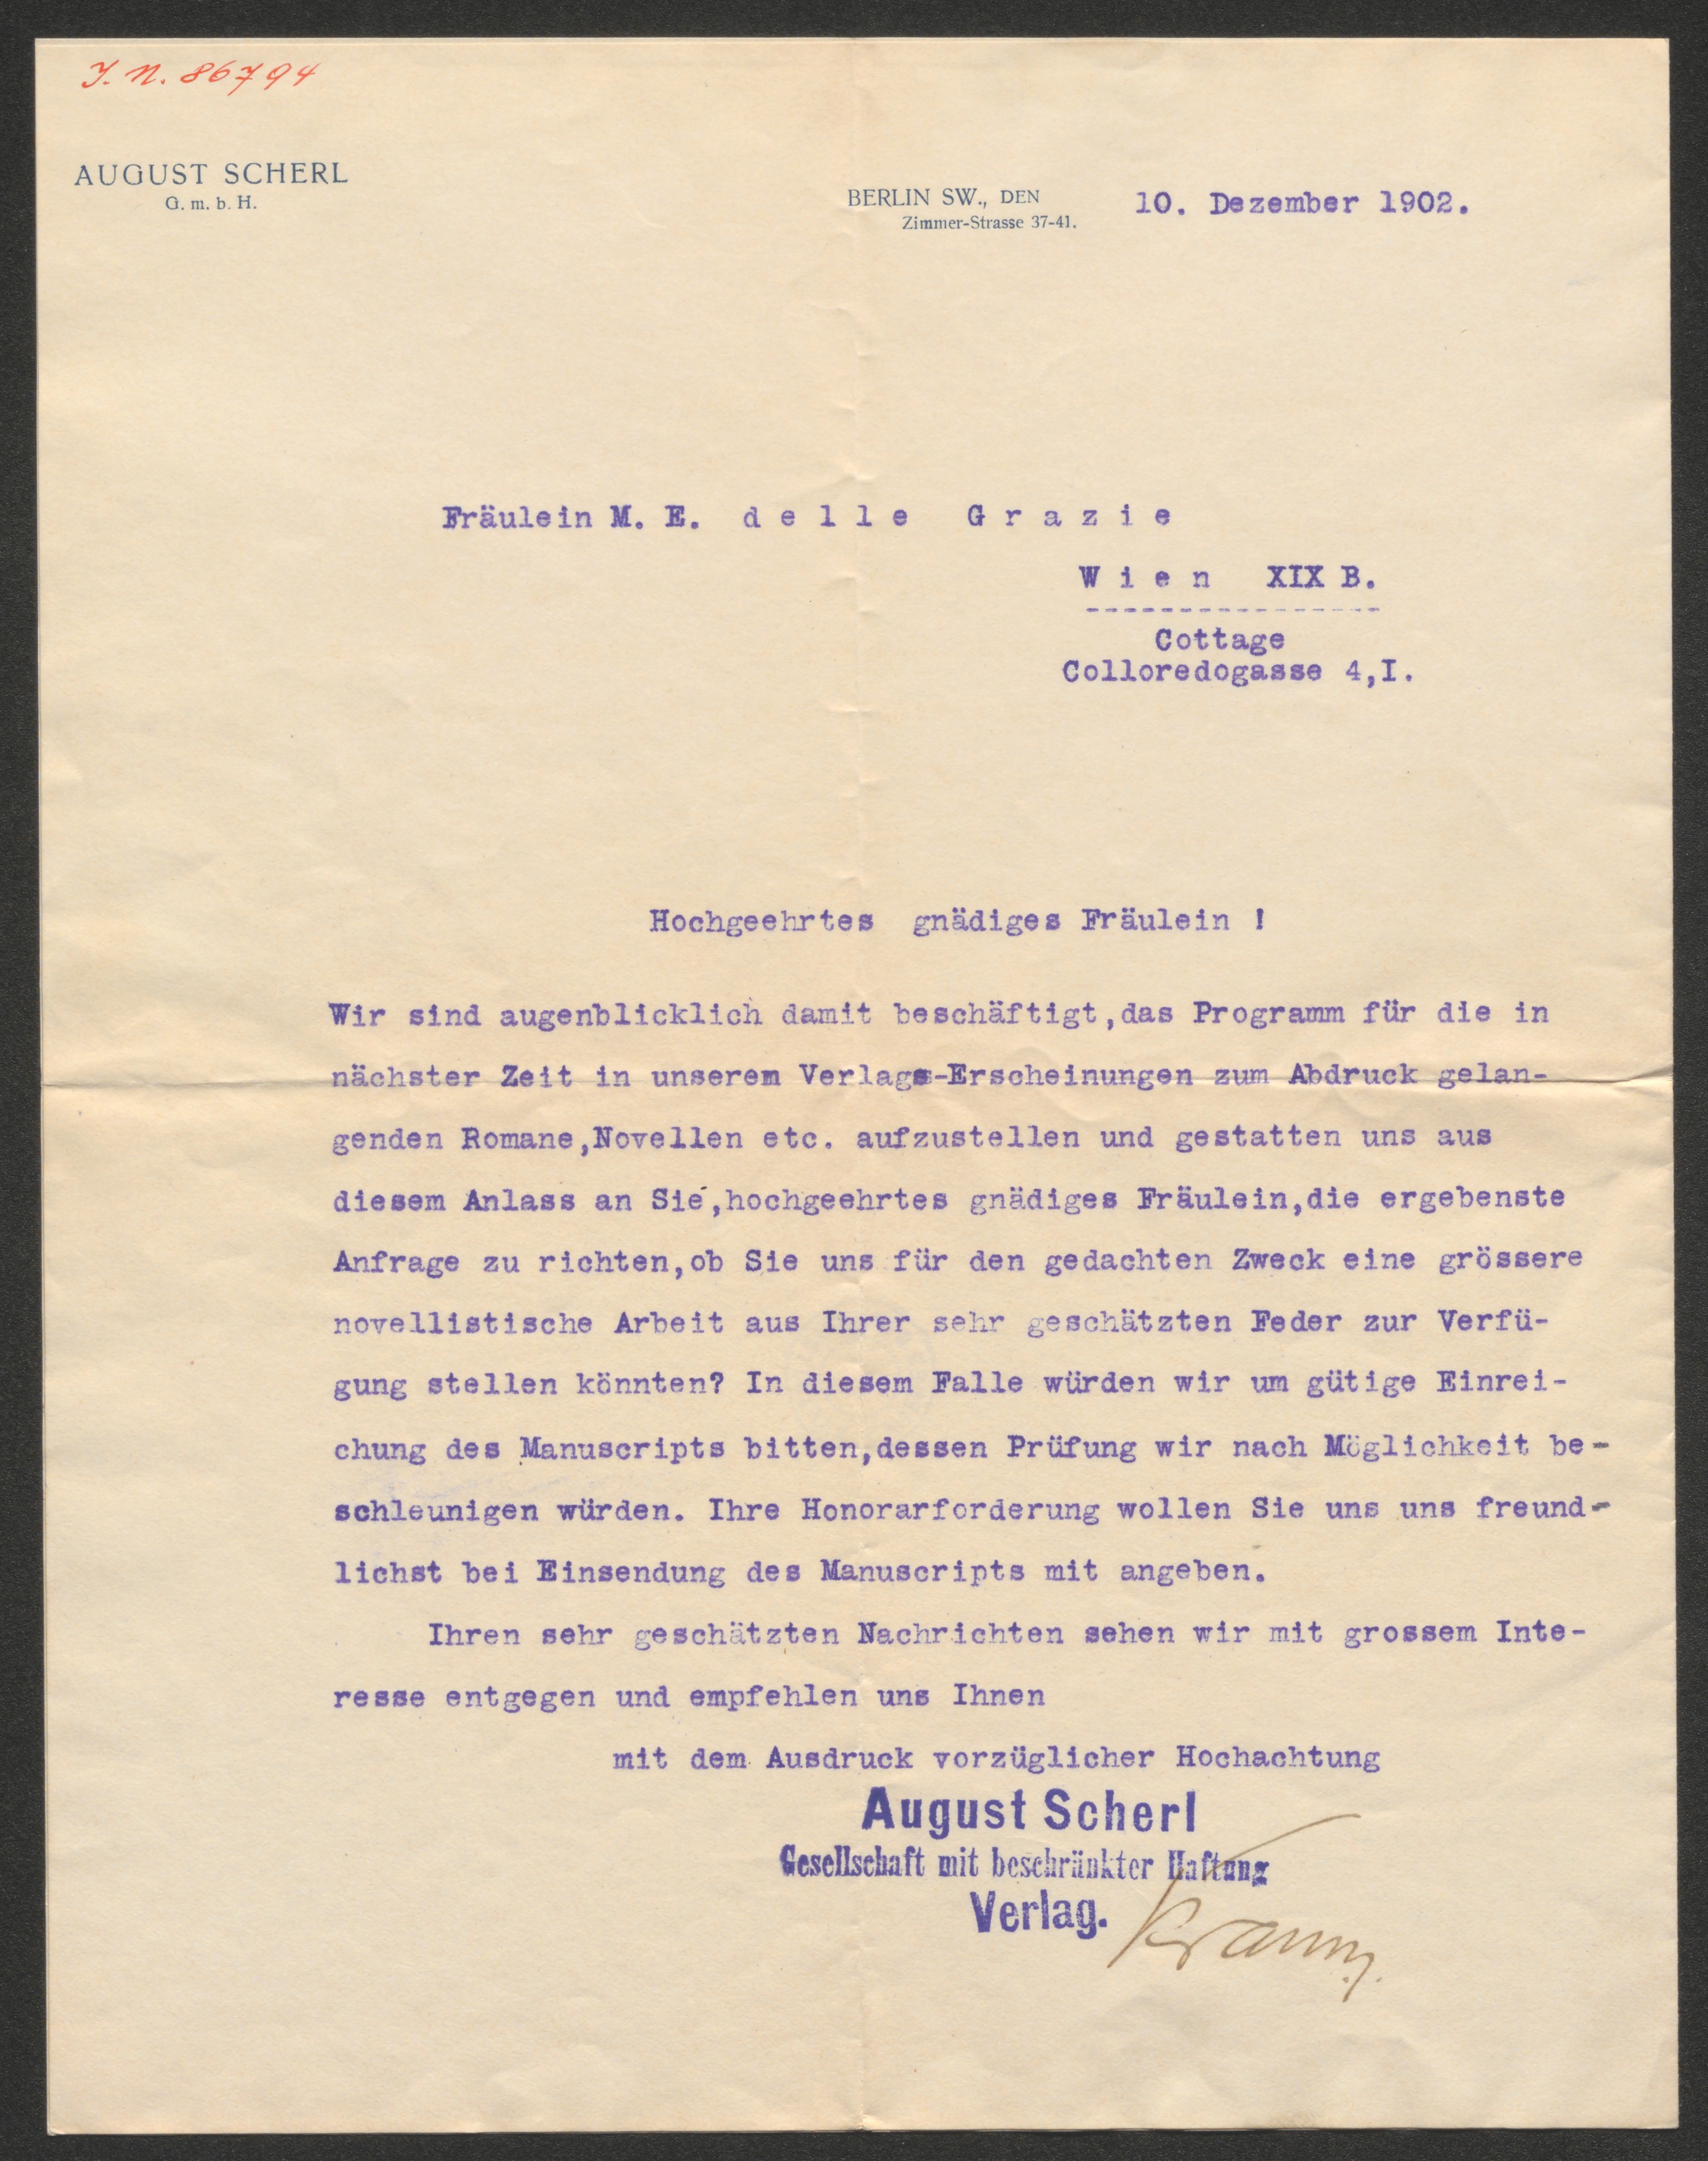 J. N. 86794
AUGUST SCHERL
G. m. b. H.
BERLIN SW., DEN 10. Dezember 1902.
Zimmer-Strasse 37-41.
Fräulein M. E. delle Grazie
Wien XIX B.
Cottage
Colloredogasse 4,I.
Hochgeehrtes gnädiges Fräulein !
Wir sind augenblicklich damit beschäftigt,das Programm für die in
nächster Zeit in unserem Verlags-Erscheinungen zum Abdruck gelan-
genden Romane,Novellen etc. aufzustellen und gestatten uns aus
diesem Anlass an Sie,hochgeehrtes gnädiges Fräulein,die ergebenste
Anfrage zu richten,ob Sie uns für den gedachten Zweck eine grössere
novellistische Arbeit aus Ihrer sehr geschätzten Feder zur Verfü-
gung stellen könnten? In diesem Falle würden wir um gütige Einrei-
chung des Manuscripts bitten,dessen Prüfung wir nach Möglichkeit be-
schleunigen würden. Ihre Honorarforderung wollen Sie uns uns freund-
lichst bei Einsendung des Manuscripts mit angeben.
Ihren sehr geschätzten Nachrichten sehen wir mit grossem Inte-
resse entgegen und empfehlen uns Ihnen
mit dem Ausdruck vorzüglicher Hochachtung
August Scherl
Gesellschaft mit beschränkter Haftung
Verlag.